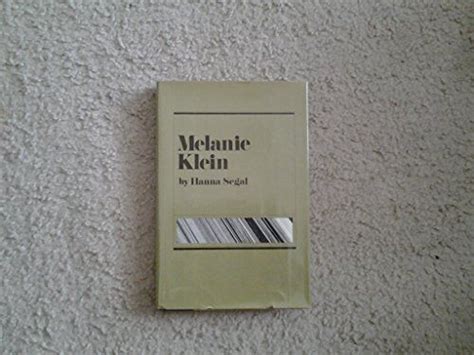 Melanie
Klein
by Hanna Segal